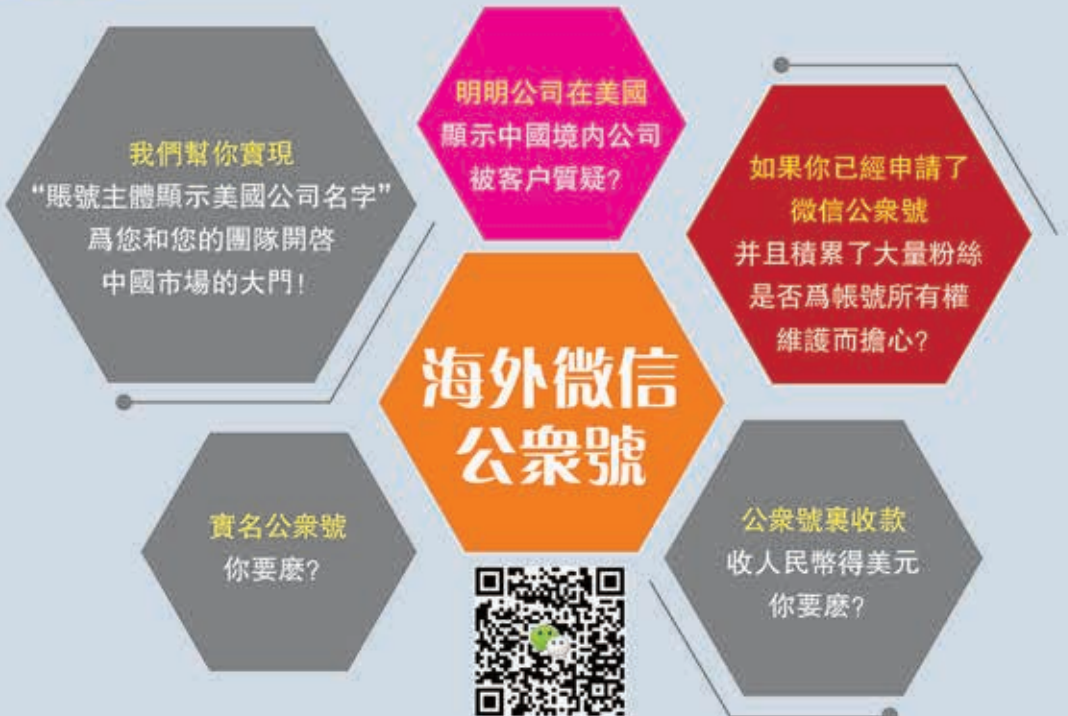 我們幫你實現
“賬號主體顯示美國公司名字”
爲您和您的團隊開啓
中國市場的大門！
明明公司在美國
顯示中國境内公司
被客户質疑？
如果你已經申請了
微信公衆號
并且積累了大量粉絲
是否爲帳號所有權
維護而擔心？
海外微信
公衆號
實名公衆號
你要麽？
公衆號裏收款
收人民幣得美元
你要麽？